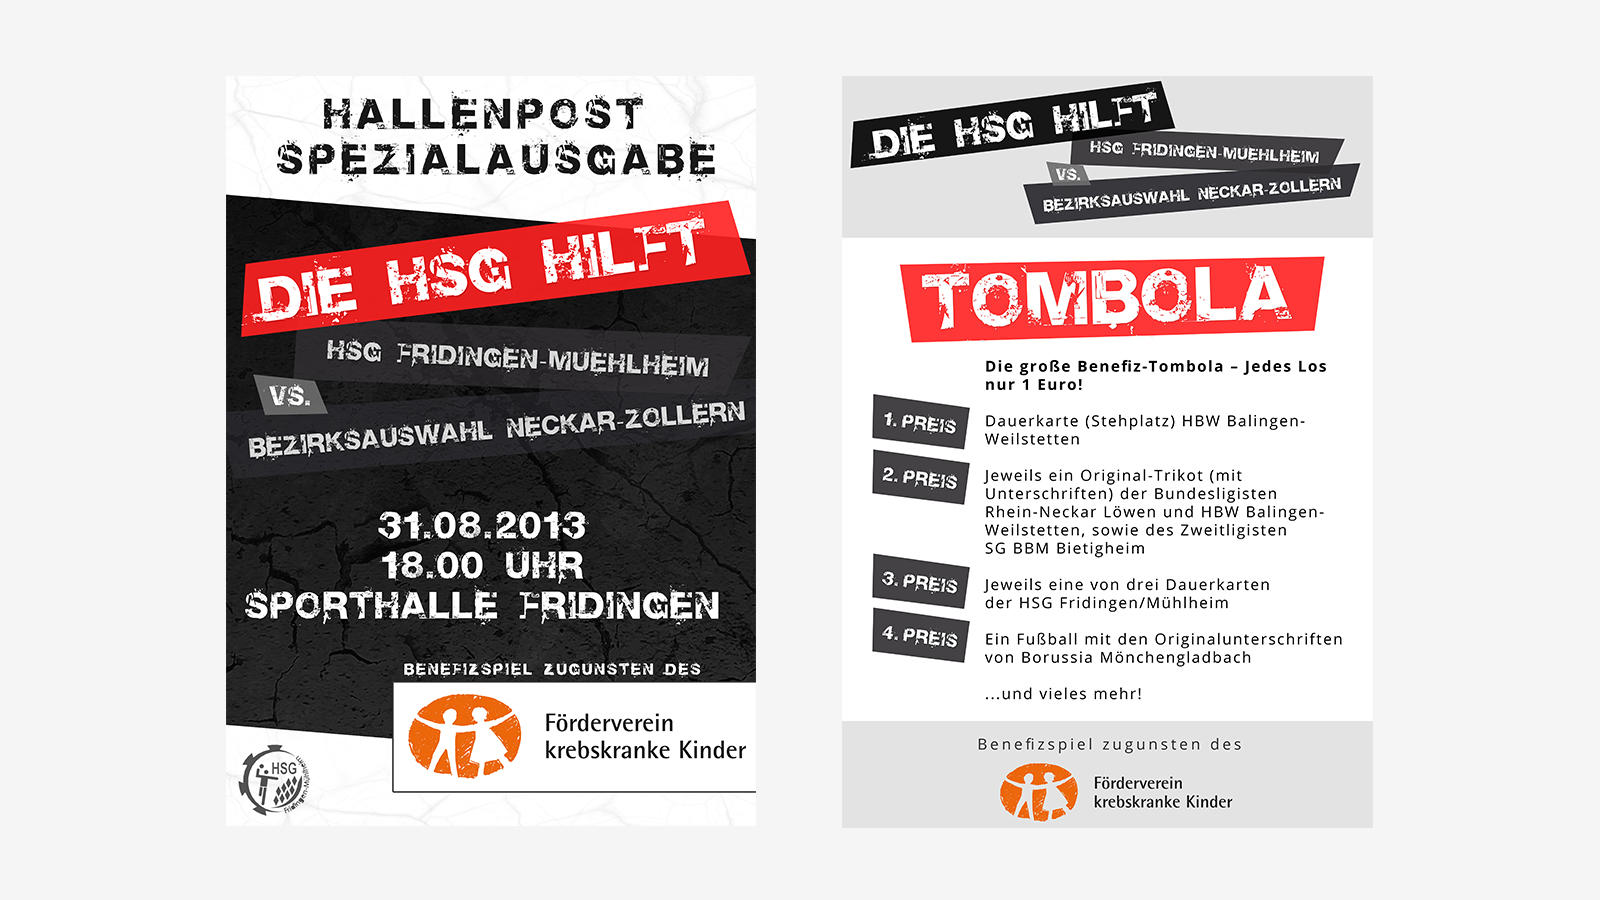 HALLENPOST
SPEZIALAUSGABE
DIE HSG HILFT
HSG FRIDINGEN-MUEHLHEIM
VS.
BEZIRKSAUSWAHL NECKAR-ZOLLERN
31.08.2013
18.00 UHR
SPORTHALLE FRIDINGEN
BENEFIZSPIEL ZUGUNSTEN DES
Förderverein
krebskranke Kinder
HSG
Fridingen-Mühlheim
DIE HSG HILFT
HSG FRIDINGEN-MUEHLHEIM
VS.
BEZIRKSAUSWAHL NECKAR-ZOLLERN
TOMBOLA
Die große Benefiz-Tombola – Jedes Los
nur 1 Euro!
1. PREIS
Dauerkarte (Stehplatz) HBW Balingen-
Weilstetten
2. PREIS
Jeweils ein Original-Trikot (mit
Unterschriften) der Bundesligisten
Rhein-Neckar Löwen und HBW Balingen-
Weilstetten, sowie des Zweitligisten
SG BBM Bietigheim
3. PREIS
Jeweils eine von drei Dauerkarten
der HSG Fridingen/Mühlheim
4. PREIS
Ein Fußball mit den Originalunterschriften
von Borussia Mönchengladbach
...und vieles mehr!
Benefizspiel zugunsten des
Förderverein
krebskranke Kinder